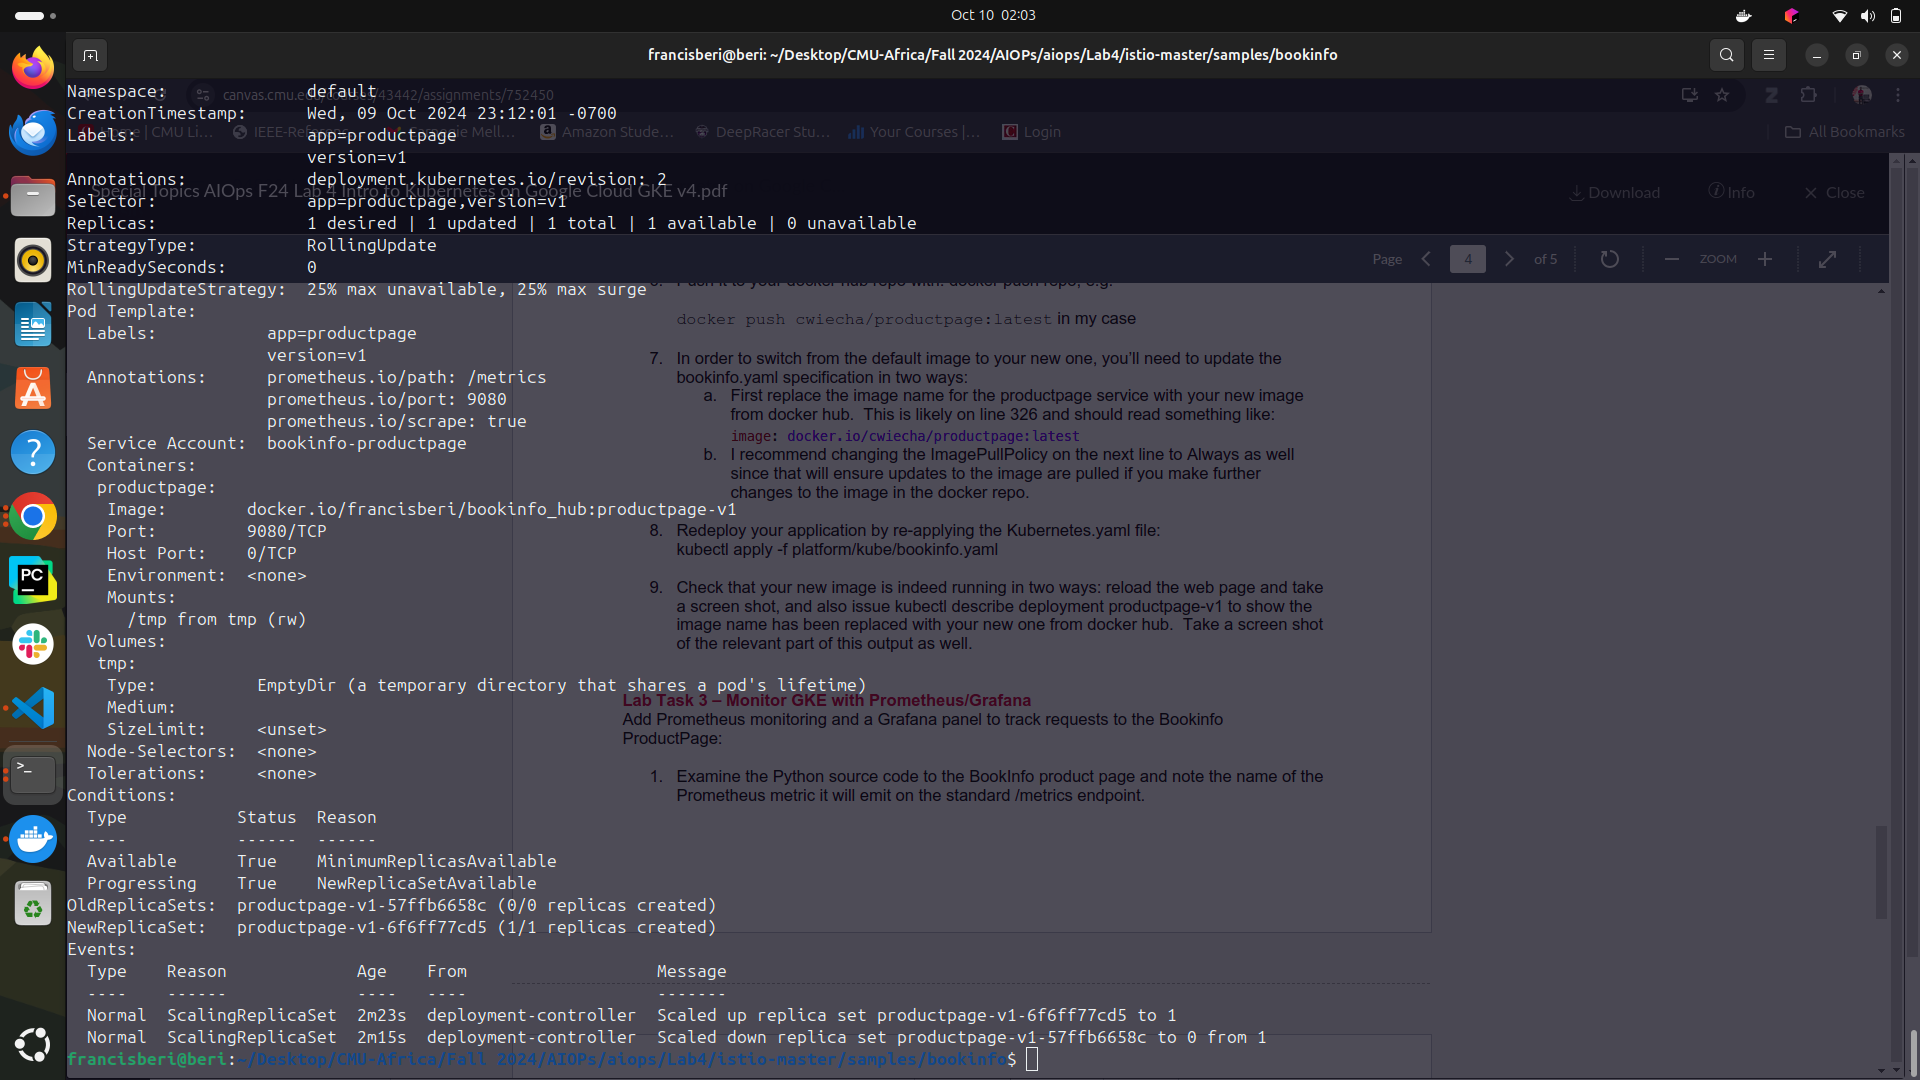 Oct 10 02:03
francisberi@beri: ~/Desktop/CMU-Africa/Fall 2024/AIOPs/aiops/Lab4/istio-master/samples/bookinfo
Namespace: default
CreationTimestamp: Wed, 09 Oct 2024 23:12:01 -0700
Labels: app=productpage
version=v1
Annotations: deployment.kubernetes.io/revision: 2
Selector: app=productpage,version=v1
Replicas: 1 desired | 1 updated | 1 total | 1 available | 0 unavailable
StrategyType: RollingUpdate
MinReadySeconds: 0
RollingUpdateStrategy: 25% max unavailable, 25% max surge
Pod Template:
Labels: app=productpage
version=v1
Annotations: prometheus.io/path: /metrics
prometheus.io/port: 9080
prometheus.io/scrape: true
Service Account: bookinfo-productpage
Containers:
productpage:
Image: docker.io/francisberi/bookinfo_hub:productpage-v1
Port: 9080/TCP
Host Port: 0/TCP
Environment: <none>
Mounts:
/tmp from tmp (rw)
Volumes:
tmp:
Type: EmptyDir (a temporary directory that shares a pod's lifetime)
Medium:
SizeLimit: <unset>
Node-Selectors: <none>
Tolerations: <none>
Conditions:
Type Status Reason
---- ------ ------
Available True MinimumReplicasAvailable
Progressing True NewReplicaSetAvailable
OldReplicaSets: productpage-v1-57ffb6658c (0/0 replicas created)
NewReplicaSet: productpage-v1-6f6ff77cd5 (1/1 replicas created)
Events:
Type Reason Age From Message
---- ------ ---- ---- -------
Normal ScalingReplicaSet 2m23s deployment-controller Scaled up replica set productpage-v1-6f6ff77cd5 to 1
Normal ScalingReplicaSet 2m15s deployment-controller Scaled down replica set productpage-v1-57ffb6658c to 0 from 1
francisberi@beri:~/Desktop/CMU-Africa/Fall 2024/AIOPs/aiops/Lab4/istio-master/samples/bookinfo$
canvas.cmu.edu/courses/43442/assignments/752450
| CMU Li... IEEE-Refe Mell... Amazon Stude... DeepRacer Stu... Your Courses |... Login All Bookmarks
Special Topics AIOps F24 Lab 4 Intro to Kubernetes on Google Cloud GKE v4.pdf Download Info Close
Page 4 of 5 ZOOM
Push it to your docker hub repo with: docker push repo, e.g.
docker push cwiecha/productpage:latest in my case
7. In order to switch from the default image to your new one, you'll need to update the
bookinfo.yaml specification in two ways:
a. First replace the image name for the productpage service with your new image
from docker hub. This is likely on line 326 and should read something like:
image: docker.io/cwiecha/productpage:latest
b. I recommend changing the ImagePullPolicy on the next line to Always as well
since that will ensure updates to the image are pulled if you make further
changes to the image in the docker repo.
8. Redeploy your application by re-applying the Kubernetes.yaml file:
kubectl apply -f platform/kube/bookinfo.yaml
9. Check that your new image is indeed running in two ways: reload the web page and take
a screen shot, and also issue kubectl describe deployment productpage-v1 to show the
image name has been replaced with your new one from docker hub. Take a screen shot
of the relevant part of this output as well.
Lab Task 3 – Monitor GKE with Prometheus/Grafana
Add Prometheus monitoring and a Grafana panel to track requests to the Bookinfo
ProductPage:
1. Examine the Python source code to the BookInfo product page and note the name of the
Prometheus metric it will emit on the standard /metrics endpoint.
PC